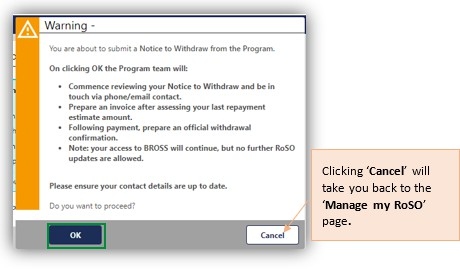 Warning -
You are about to submit a Notice to Withdraw from the Program.
On clicking OK the Program team will:
• Commence reviewing your Notice to Withdraw and be in
touch via phone/email contact.
• Prepare an invoice after assessing your last repayment
estimate amount.
• Following payment, prepare an official withdrawal
confirmation.
• Note: your access to BROSS will continue, but no further RoSO
updates are allowed.
Please ensure your contact details are up to date.
Do you want to proceed?
OK
Cancel
Clicking ‘Cancel’ will
take you back to the
‘Manage my RoSO’
page.